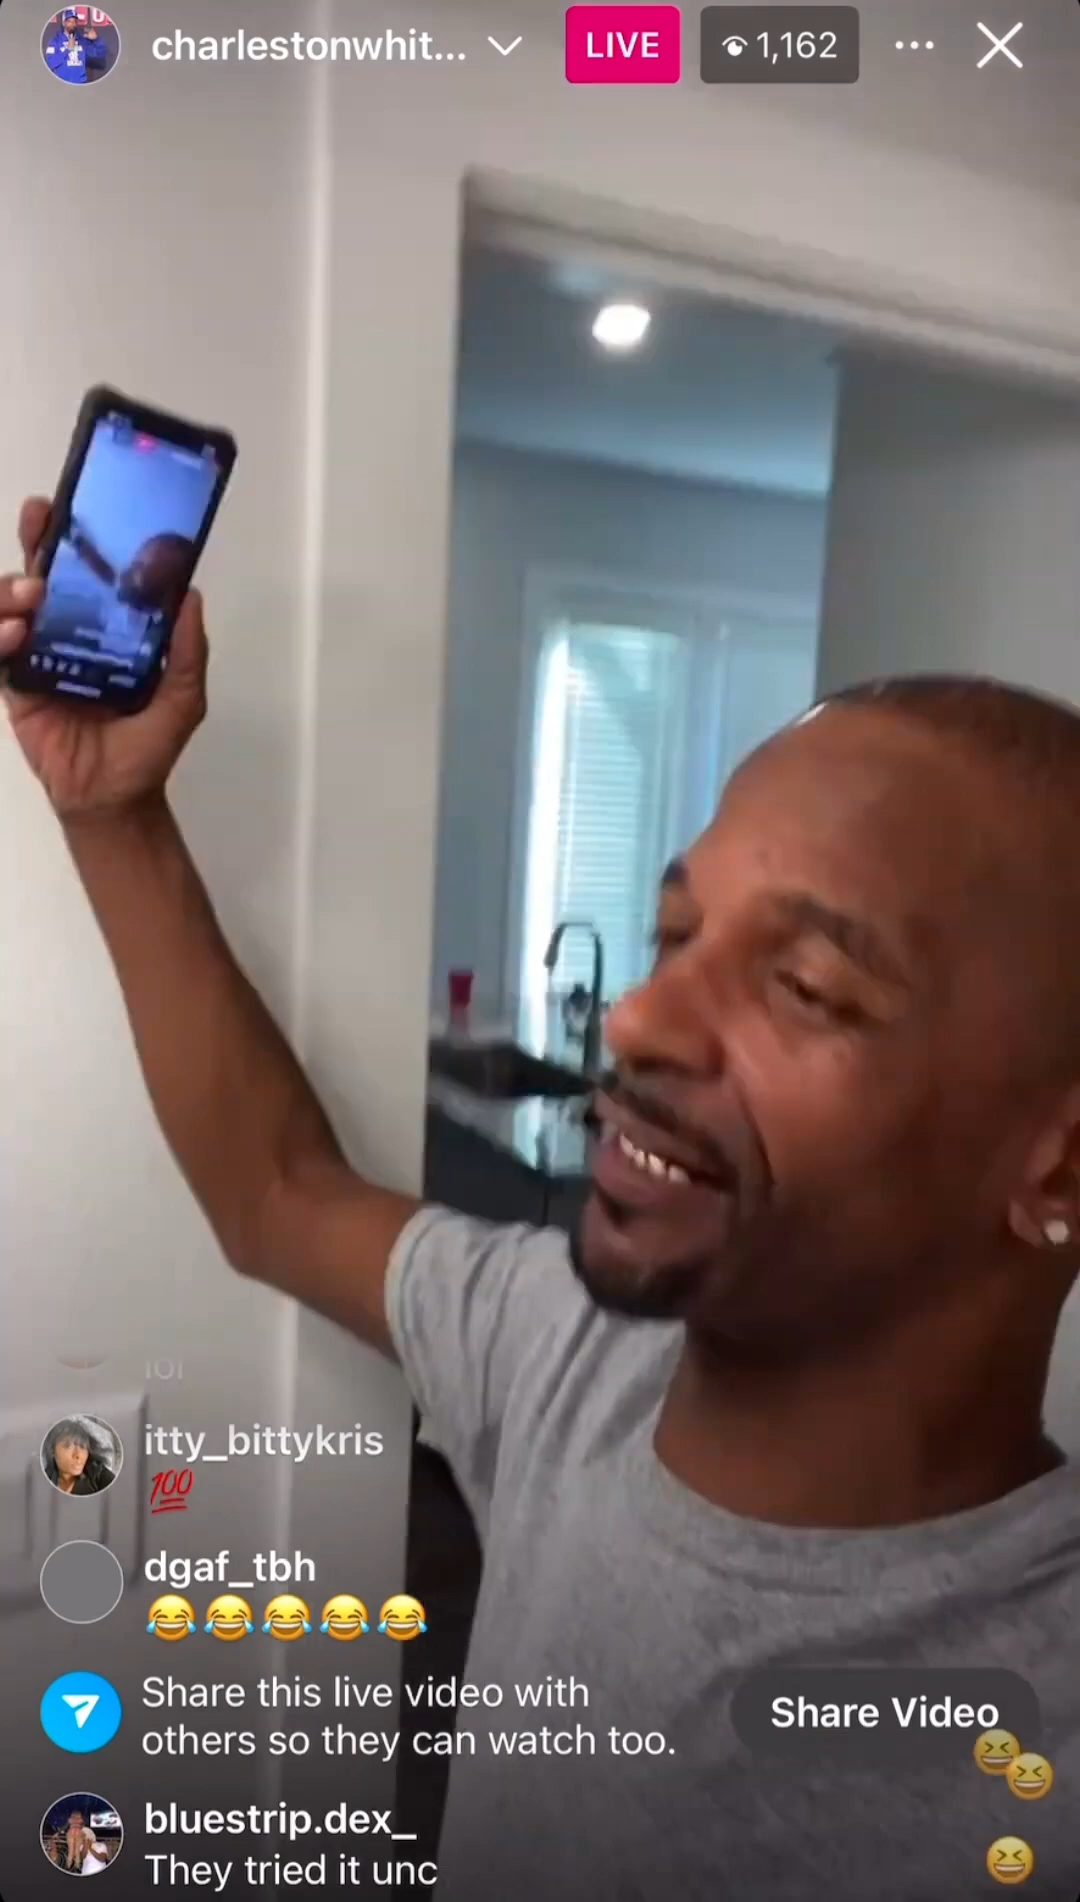 charlestonwhit...
LIVE
1,162
itty_bittykris
💯
dgaf_tbh
😂😂😂😂😂
Share this live video with
others so they can watch too.
Share Video
bluestrip.dex_
They tried it unc